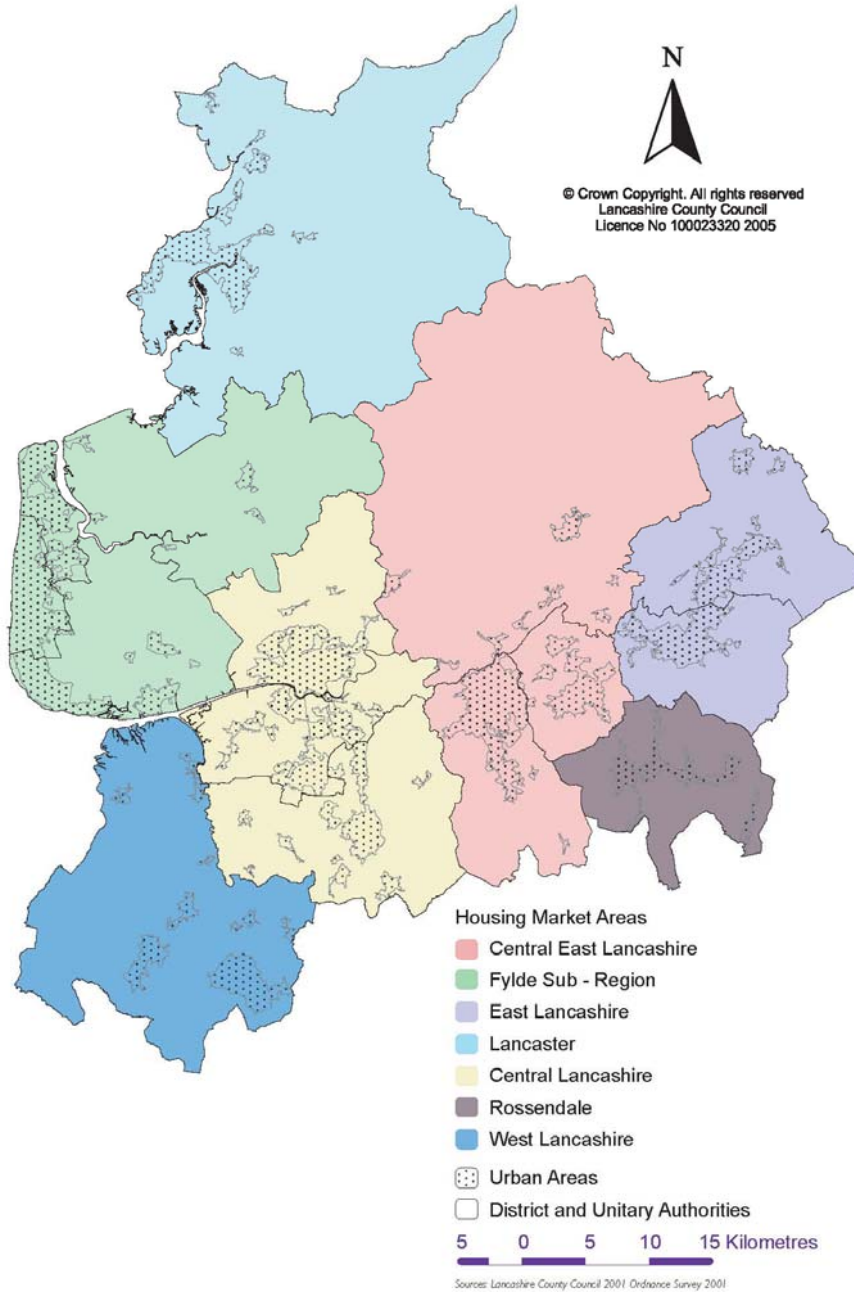 N
© Crown Copyright. All rights reserved
Lancashire County Council
Licence No 100023320 2005
Housing Market Areas
Central East Lancashire
Fylde Sub - Region
East Lancashire
Lancaster
Central Lancashire
Rossendale
West Lancashire
Urban Areas
District and Unitary Authorities
5 0 5 10 15 Kilometres
Sources: Lancashire County Council 2001 Ordnance Survey 2001